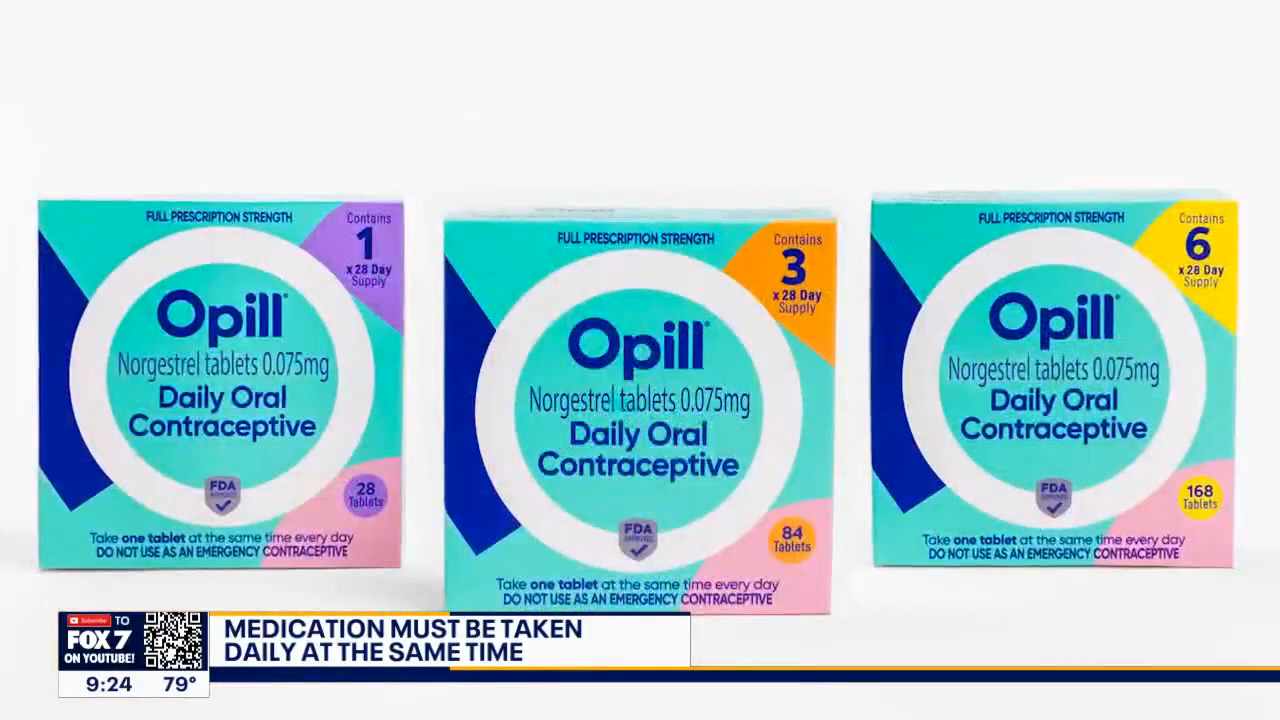 FULL PRESCRIPTION STRENGTH
Contains
1
x 28 Day
Supply
Opill
Norgestrel tablets 0.075mg
Daily Oral
Contraceptive
FDA
APPROVED
28
Tablets
Take one tablet at the same time every day
DO NOT USE AS AN EMERGENCY CONTRACEPTIVE
FULL PRESCRIPTION STRENGTH
Contains
3
x 28 Day
Supply
Opill
Norgestrel tablets 0.075mg
Daily Oral
Contraceptive
FDA
APPROVED
84
Tablets
Take one tablet at the same time every day
DO NOT USE AS AN EMERGENCY CONTRACEPTIVE
FULL PRESCRIPTION STRENGTH
Contains
6
x 28 Day
Supply
Opill
Norgestrel tablets 0.075mg
Daily Oral
Contraceptive
FDA
APPROVED
168
Tablets
Take one tablet at the same time every day
DO NOT USE AS AN EMERGENCY CONTRACEPTIVE
Subscribe TO
FOX 7
ON YOUTUBE!
9:24 79°
MEDICATION MUST BE TAKEN
DAILY AT THE SAME TIME